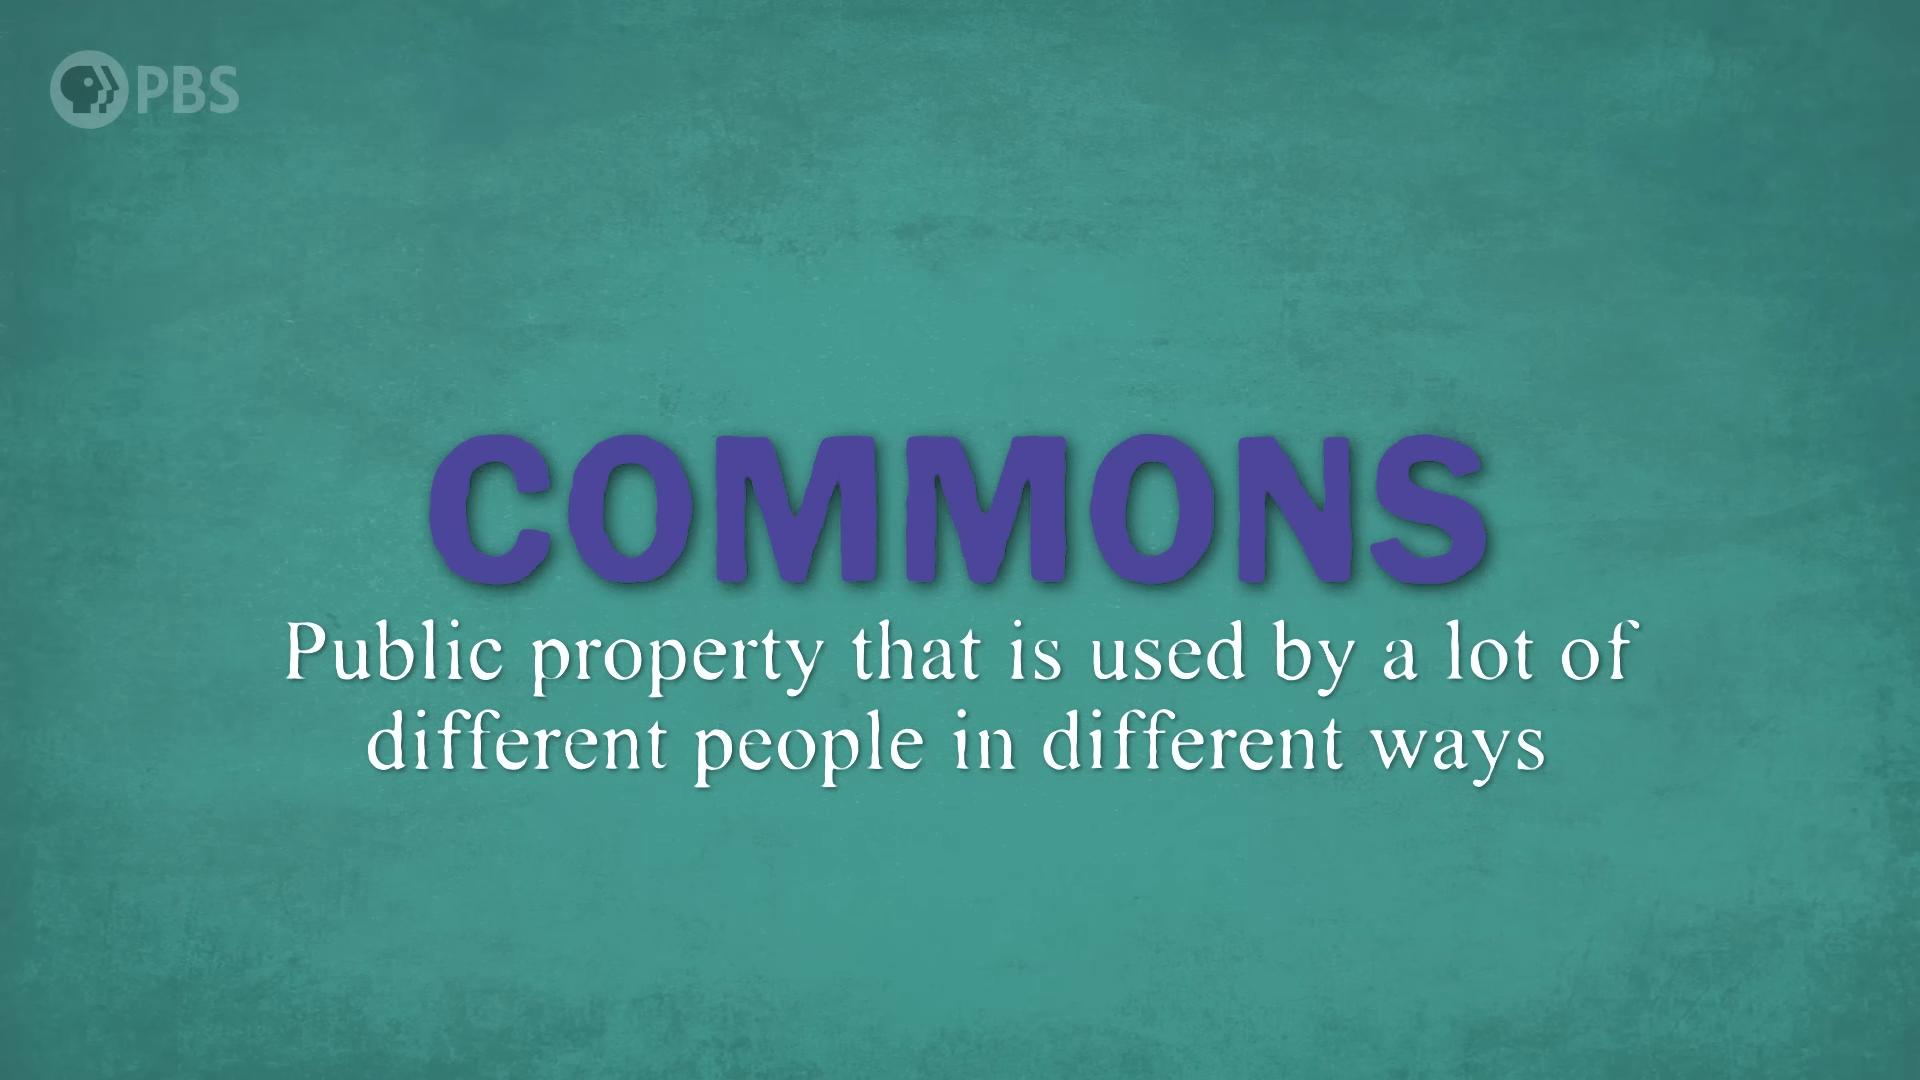 PBS
COMMONS
Public property that is used by a lot of
different people in different ways